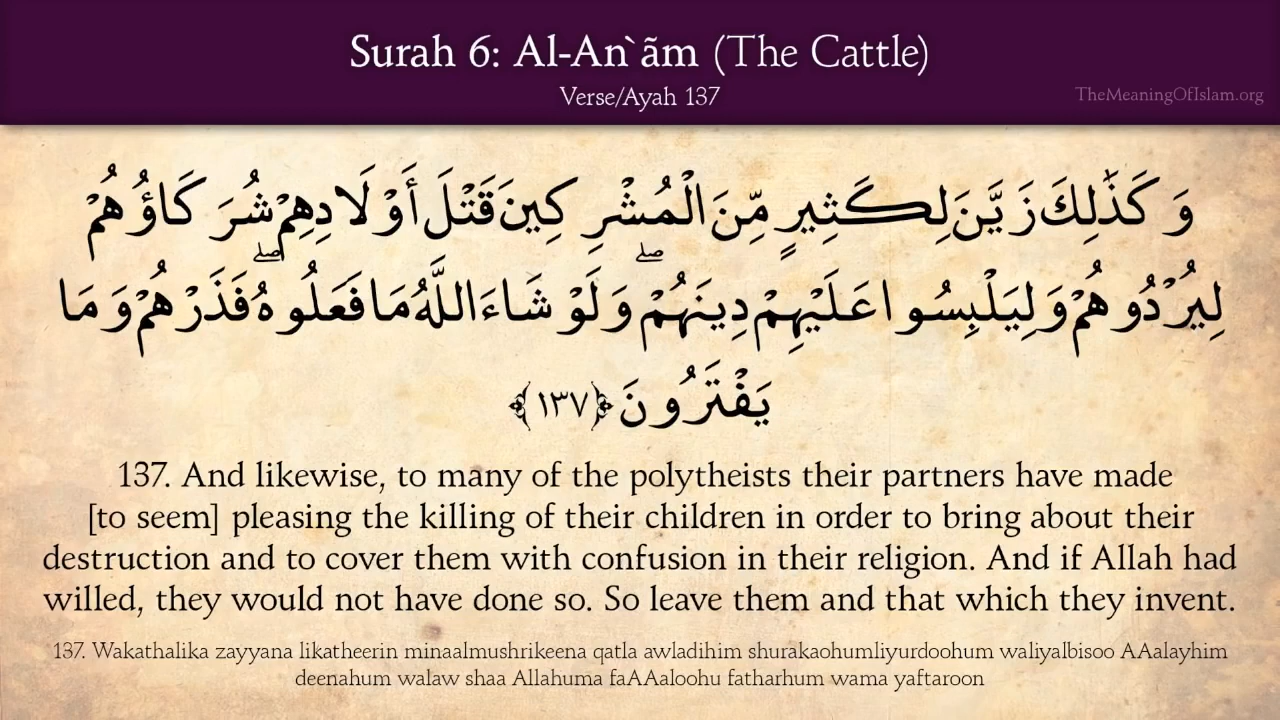 Surah 6: Al-An`ãm (The Cattle)
Verse/Ayah 137
TheMeaningOfIslam.org
وَكَذَٰلِكَ زَيَّنَ لِكَثِيرٍ مِّنَ الْمُشْرِكِينَ قَتْلَ أَوْلَادِهِمْ شُرَكَاؤُهُمْ
لِيُرْدُوهُمْ وَلِيَلْبِسُوا عَلَيْهِمْ دِينَهُمْ ۖ وَلَوْ شَاءَ اللَّهُ مَا فَعَلُوهُ ۖ فَذَرْهُمْ وَمَا
يَفْتَرُونَ ﴿١٣٧﴾
137. And likewise, to many of the polytheists their partners have made
[to seem] pleasing the killing of their children in order to bring about their
destruction and to cover them with confusion in their religion. And if Allah had
willed, they would not have done so. So leave them and that which they invent.
137. Wakathalika zayyana likatheerin minaalmushrikeena qatla awladihim shurakaohumliyurdoohum waliyalbisoo AAalayhim
deenahum walaw shaa Allahuma faAAaloohu fatharhum wama yaftaroon